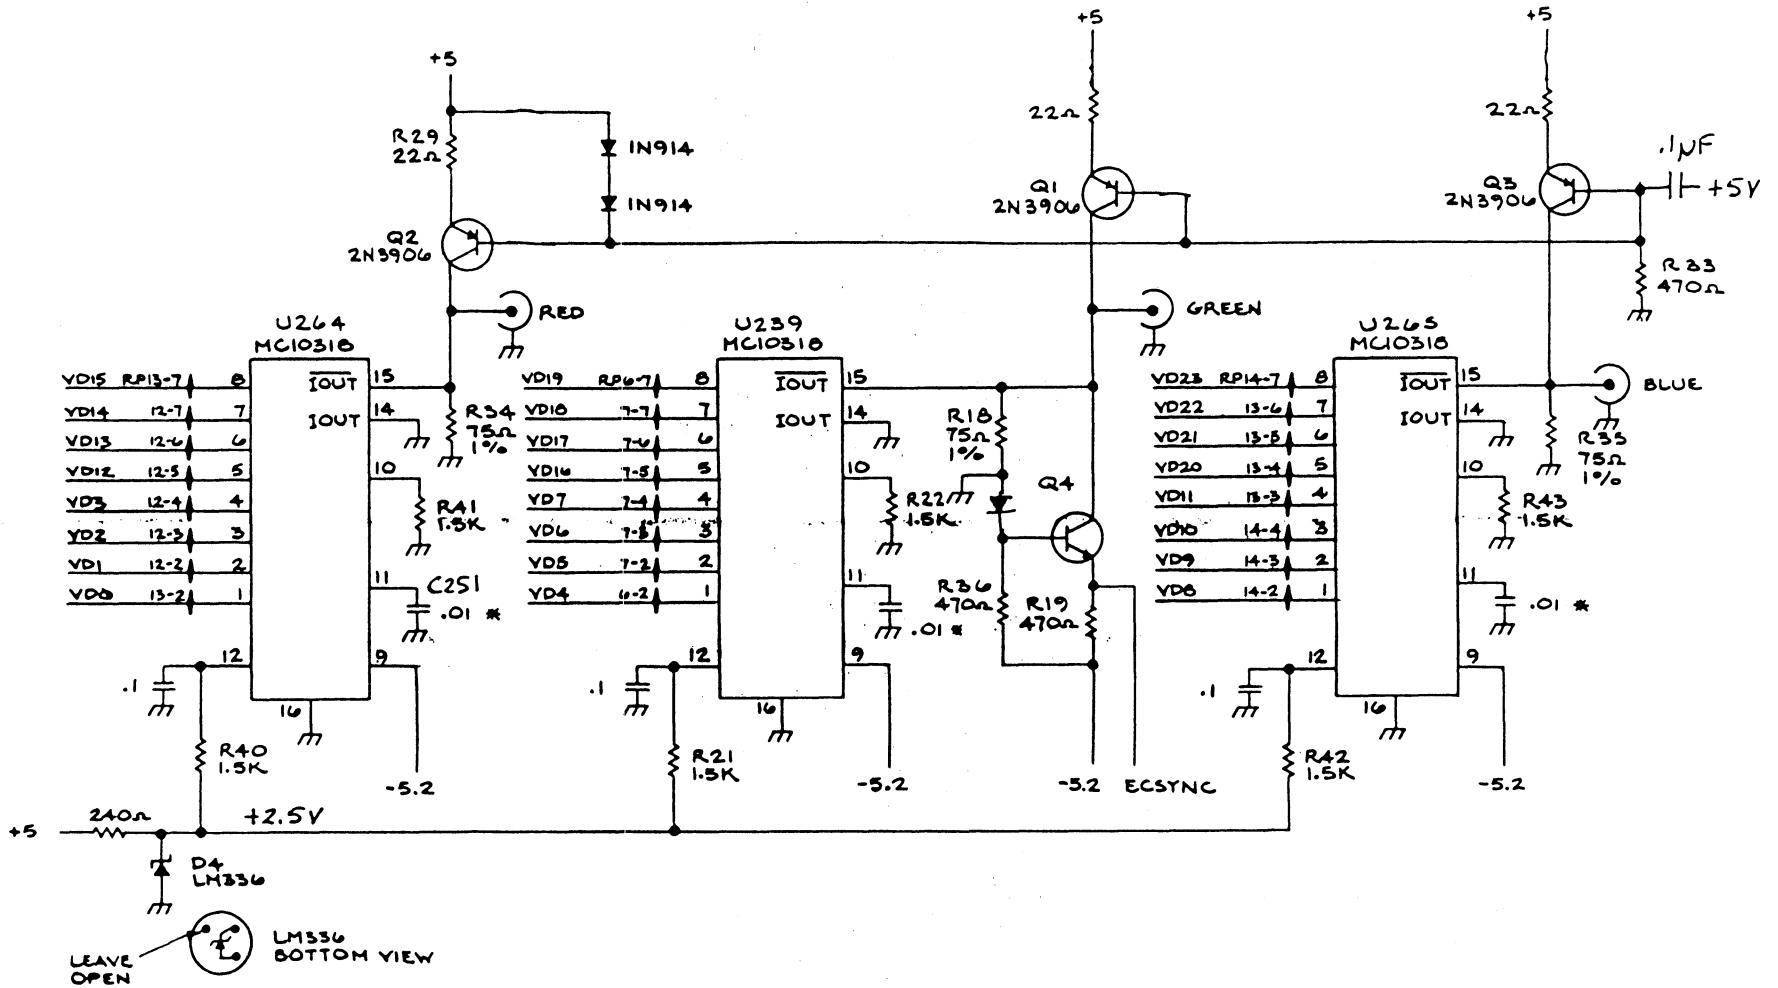 +5
+5
+5
R29
22Ω
IN914
IN914
22Ω
22Ω
.1µF
+5V
Q2
2N3906
Q1
2N3906
Q3
2N3906
R33
470Ω
RED
GREEN
BLUE
U264
MC10318
VD15 RP13-7 8
VD14 12-7 7
VD13 12-6 6
VD12 12-5 5
VD3 12-4 4
VD2 12-3 3
VD1 12-2 2
VD0 13-2 1
IOUT 15
IOUT 14
10
11
12
9
16
R34
75Ω
1%
R41
1.5K
C251
.01 *
.1
R40
1.5K
-5.2
U239
MC10318
VD19 RP6-7 8
VD18 7-7 7
VD17 7-6 6
VD16 7-5 5
VD7 7-4 4
VD6 7-3 3
VD5 7-2 2
VD4 6-2 1
IOUT 15
IOUT 14
10
11
12
9
16
R22
1.5K
.01 *
.1
R21
1.5K
-5.2
R18
75Ω
1%
Q4
R36
470Ω
R19
470Ω
-5.2 ECSYNC
U265
MC10318
VD23 RP14-7 8
VD22 13-6 7
VD21 13-5 6
VD20 13-4 5
VD11 13-3 4
VD10 14-4 3
VD9 14-3 2
VD8 14-2 1
IOUT 15
IOUT 14
10
11
12
9
16
R35
75Ω
1%
R43
1.5K
.01 *
.1
R42
1.5K
-5.2
+5
240Ω
+2.5V
D4
LM336
LM336
BOTTOM VIEW
LEAVE
OPEN